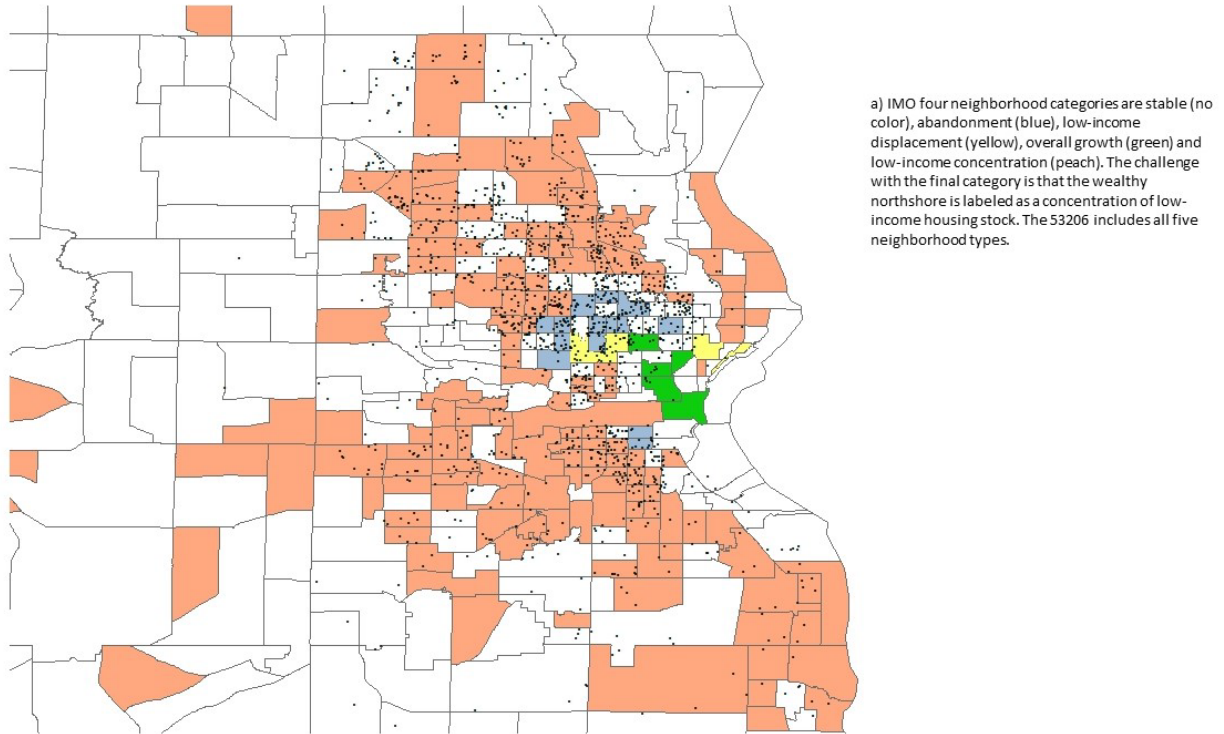 a) IMO four neighborhood categories are stable (no
color), abandonment (blue), low-income
displacement (yellow), overall growth (green) and
low-income concentration (peach). The challenge
with the final category is that the wealthy
northshore is labeled as a concentration of low-
income housing stock. The 53206 includes all five
neighborhood types.